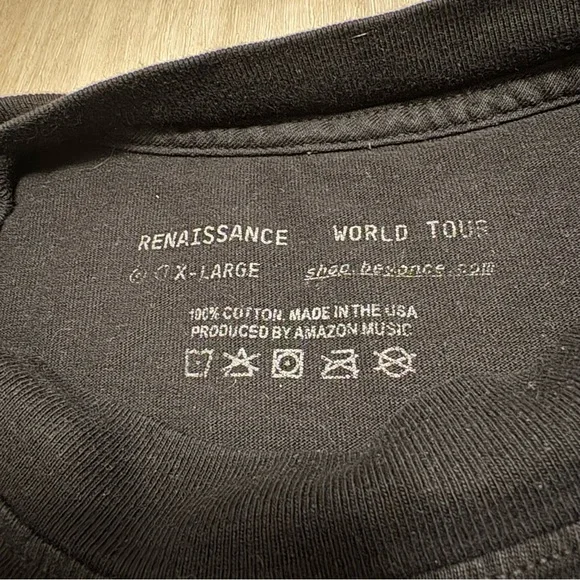 RENAISSANCE WORLD TOUR
X-LARGE shop.beyonce.com
100% COTTON. MADE IN THE USA
PRODUCED BY AMAZON MUSIC